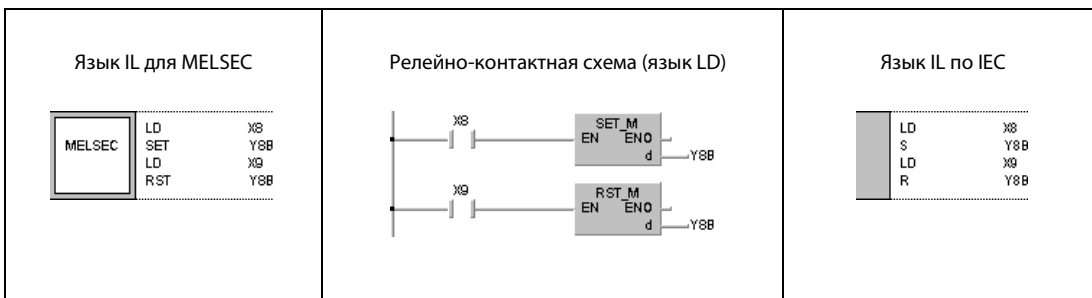 Язык IL для MELSEC
MELSEC
LD X8
SET Y8B
LD X9
RST Y8B
Релейно-контактная схема (язык LD)
X8
SET_M
EN ENO
d Y8B
X9
RST_M
EN ENO
d Y8B
Язык IL по IEC
LD X8
S Y8B
LD X9
R Y8B